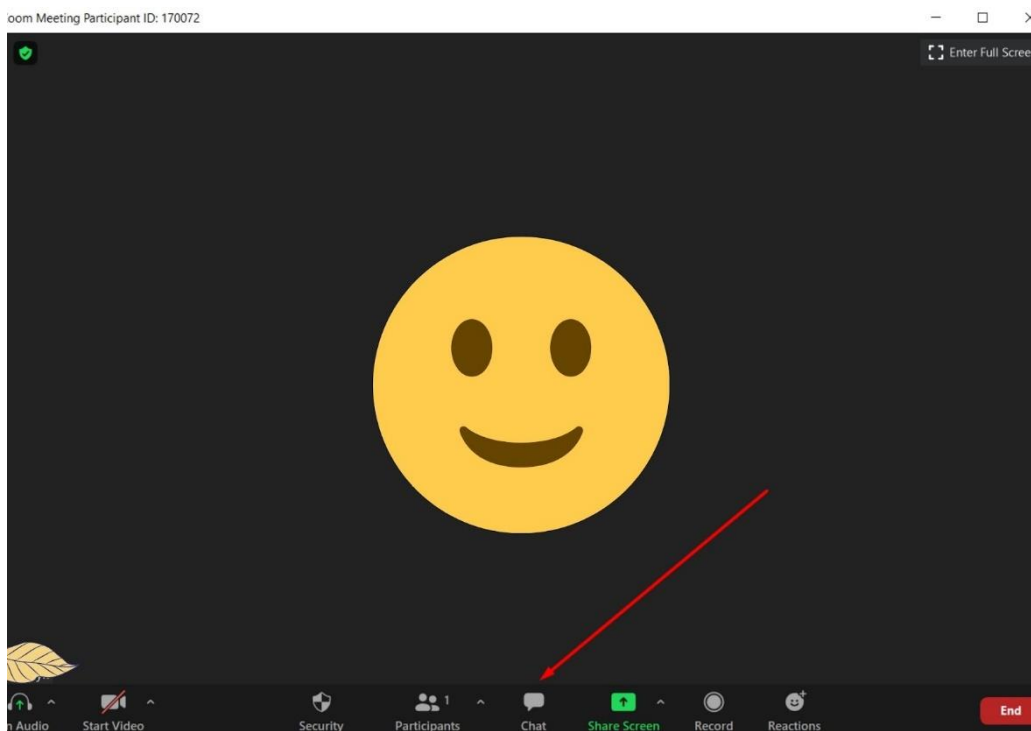 oom Meeting Participant ID: 170072
Enter Full Scree
n Audio
Start Video
Security
Participants
1
Chat
Share Screen
Record
Reactions
End